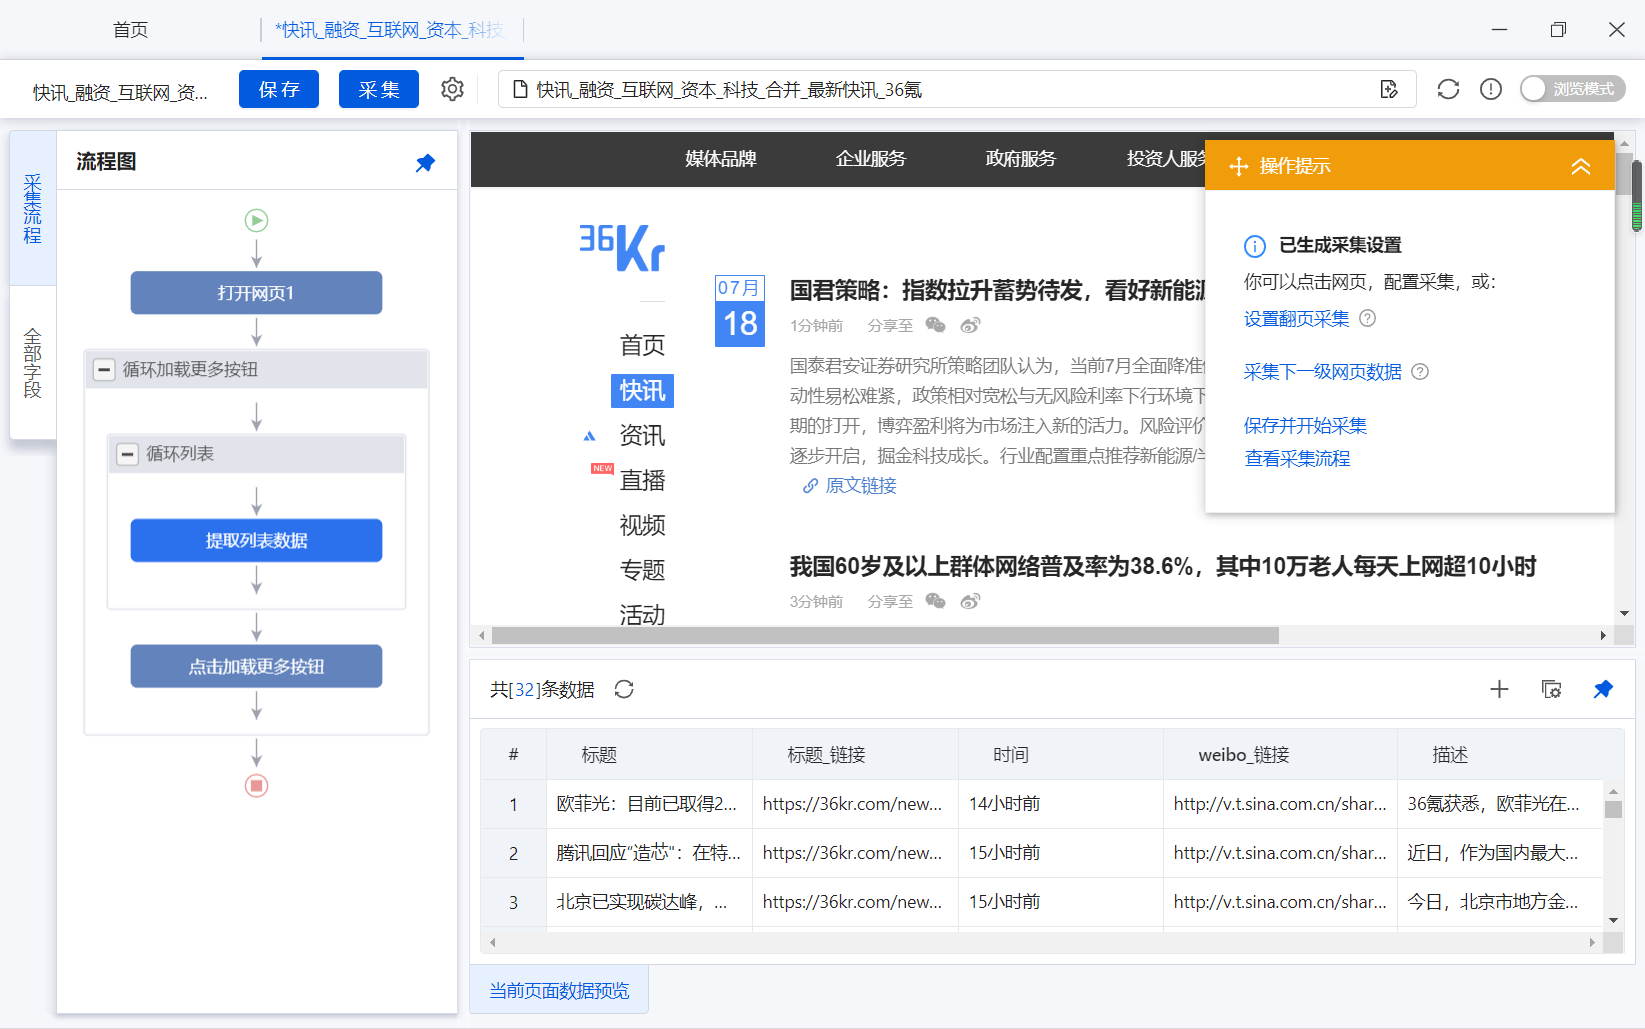 首页
*快讯_融资_互联网_资本_科技
快讯_融资_互联网_资...
保存
采集
快讯_融资_互联网_资本_科技_合并_最新快讯_36氪
浏览模式
采集流程
全部字段
流程图
打开网页1
循环加载更多按钮
循环列表
提取列表数据
点击加载更多按钮
媒体品牌
企业服务
政府服务
投资人服务
36Kr
首页
快讯
资讯
NEW
直播
视频
专题
活动
07月
18
国君策略：指数拉升蓄势待发，看好新能源
1分钟前
分享至
国泰君安证券研究所策略团队认为，当前7月全面降准
动性易松难紧，政策相对宽松与无风险利率下行环境下
期的打开，博弈盈利将为市场注入新的活力。风险评价
逐步开启，掘金科技成长。行业配置重点推荐新能源/
原文链接
我国60岁及以上群体网络普及率为38.6%，其中10万老人每天上网超10小时
3分钟前
分享至
操作提示
已生成采集设置
你可以点击网页，配置采集，或：
设置翻页采集
采集下一级网页数据
保存并开始采集
查看采集流程
共[32]条数据
# 标题 标题_链接 时间 weibo_链接 描述
1 欧菲光：目前已取得2... https://36kr.com/new... 14小时前 http://v.t.sina.com.cn/shar... 36氪获悉，欧菲光在...
2 腾讯回应“造芯"：在特... https://36kr.com/new... 15小时前 http://v.t.sina.com.cn/shar... 近日，作为国内最大...
3 北京已实现碳达峰，... https://36kr.com/new... 15小时前 http://v.t.sina.com.cn/shar... 今日，北京市地方金...
当前页面数据预览